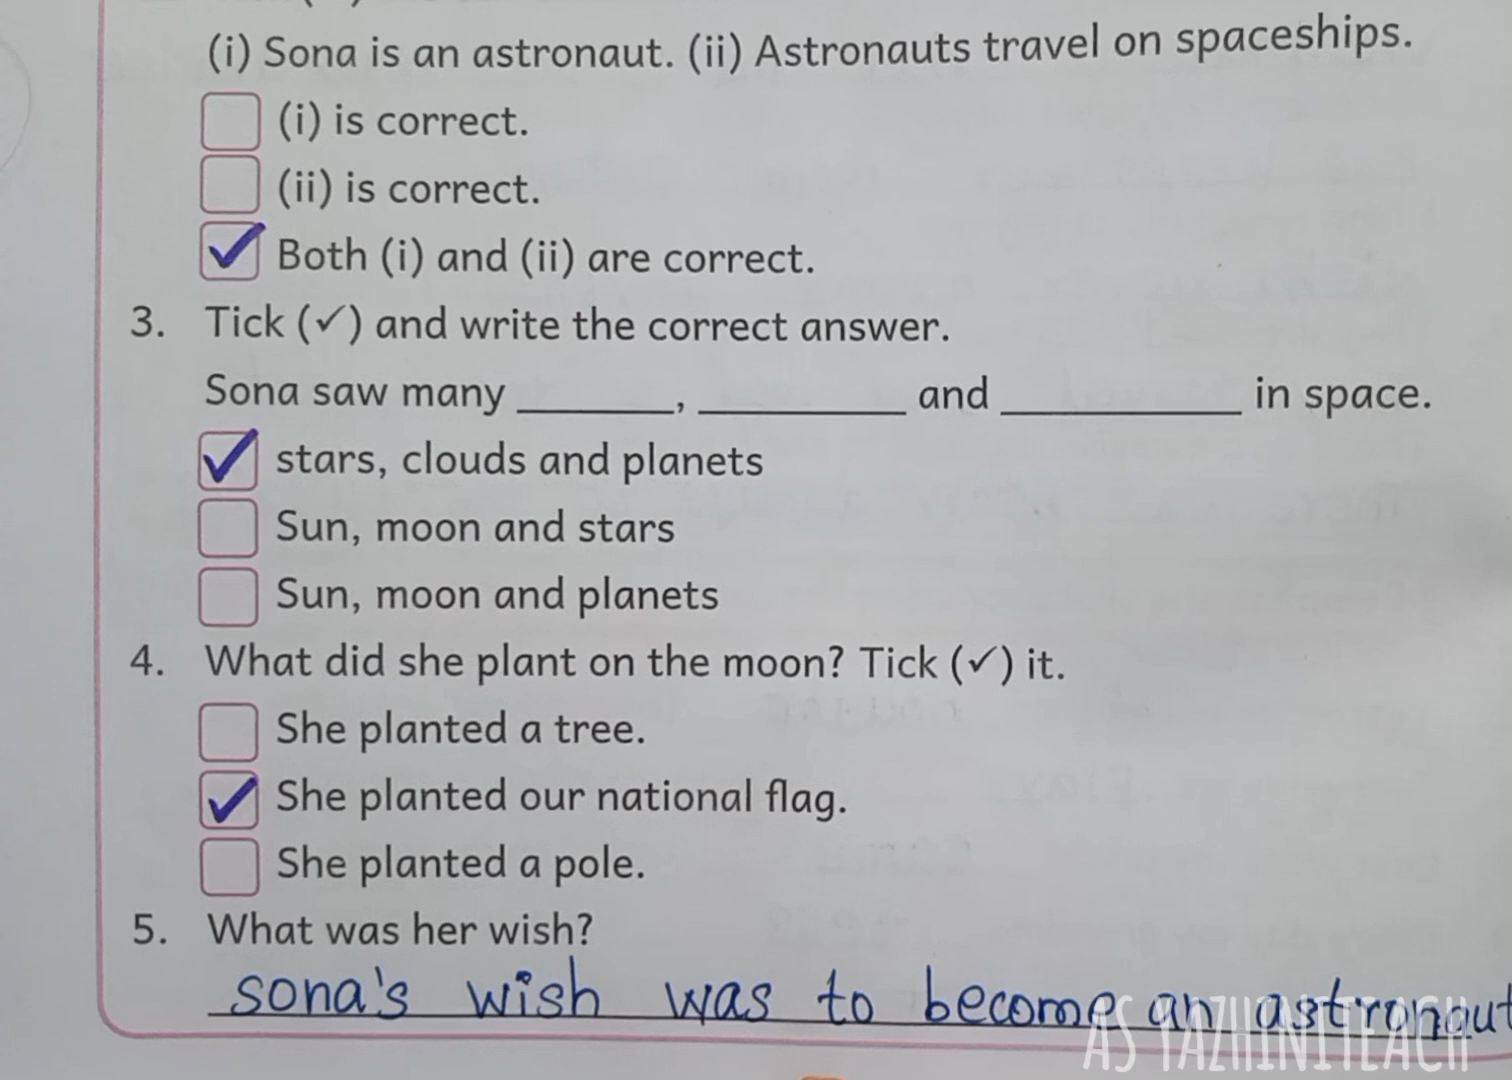 (i) Sona is an astronaut. (ii) Astronauts travel on spaceships.
(i) is correct.
(ii) is correct.
✓ Both (i) and (ii) are correct.
3. Tick (✓) and write the correct answer.
Sona saw many ______, ______ and ______ in space.
✓ stars, clouds and planets
Sun, moon and stars
Sun, moon and planets
4. What did she plant on the moon? Tick (✓) it.
She planted a tree.
✓ She planted our national flag.
She planted a pole.
5. What was her wish?
sona's wish was to become an astronaut
AS YAZHINITEACH